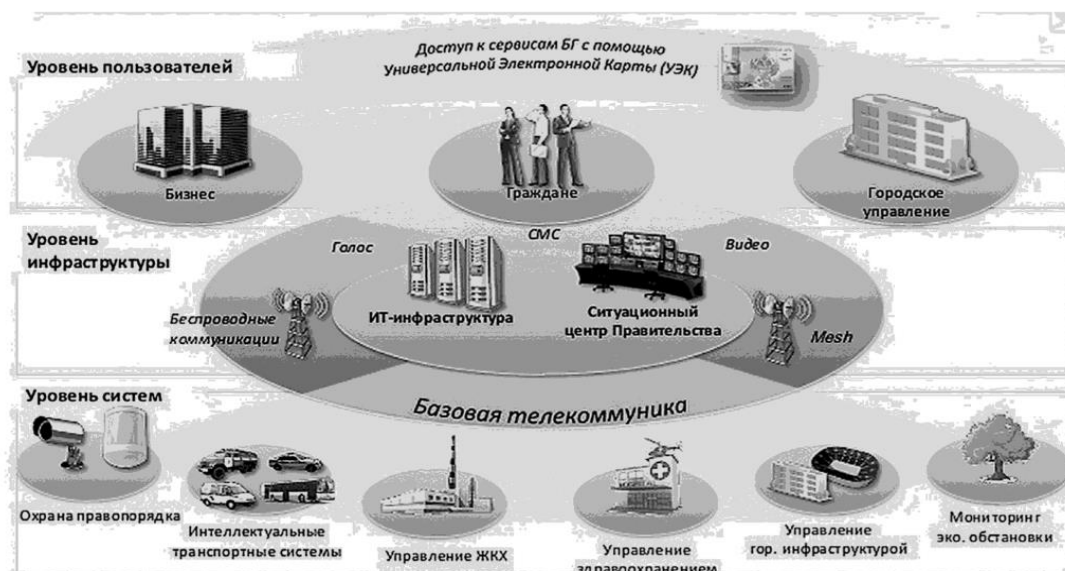 Доступ к сервисам БГ с помощью
Универсальной Электронной Карты (УЭК)
Уровень пользователей
Бизнес
Граждане
Городское
управление
Уровень
инфраструктуры
Голос
СМС
Видео
ИТ-инфраструктура
Ситуационный
центр Правительства
Беспроводные
коммуникации
Mesh
Базовая телекоммуника
Уровень систем
Охрана правопорядка
Интеллектуальные
транспортные системы
Управление ЖКХ
Управление
здравоохранением
Управление
гор. инфраструктурой
Мониторинг
эко. обстановки